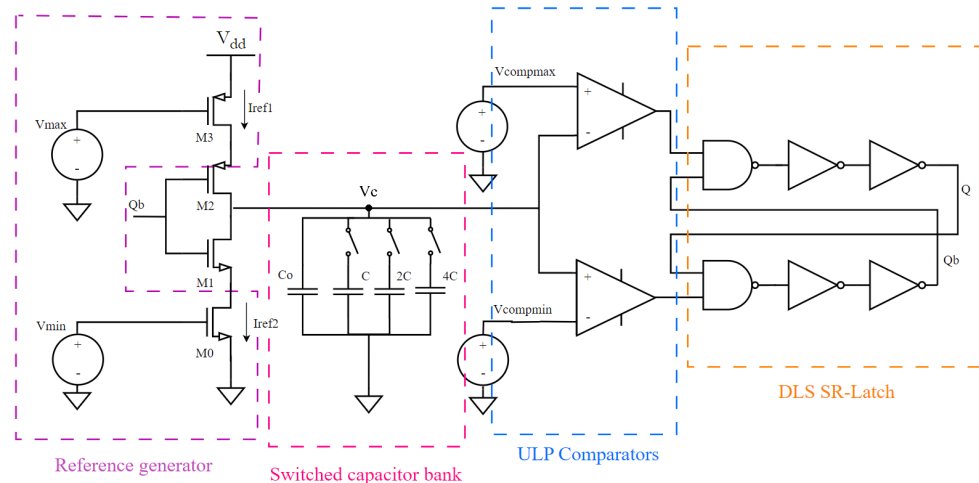 Vdd
Vmax
+
-
Iref1
M3
M2
Qb
M1
Vmin
+
-
Iref2
M0
Reference generator
Vc
Co
C
2C
4C
Switched capacitor bank
Vcompmax
+
-
+
-
Vcompmin
+
-
+
-
ULP Comparators
Q
Qb
DLS SR-Latch